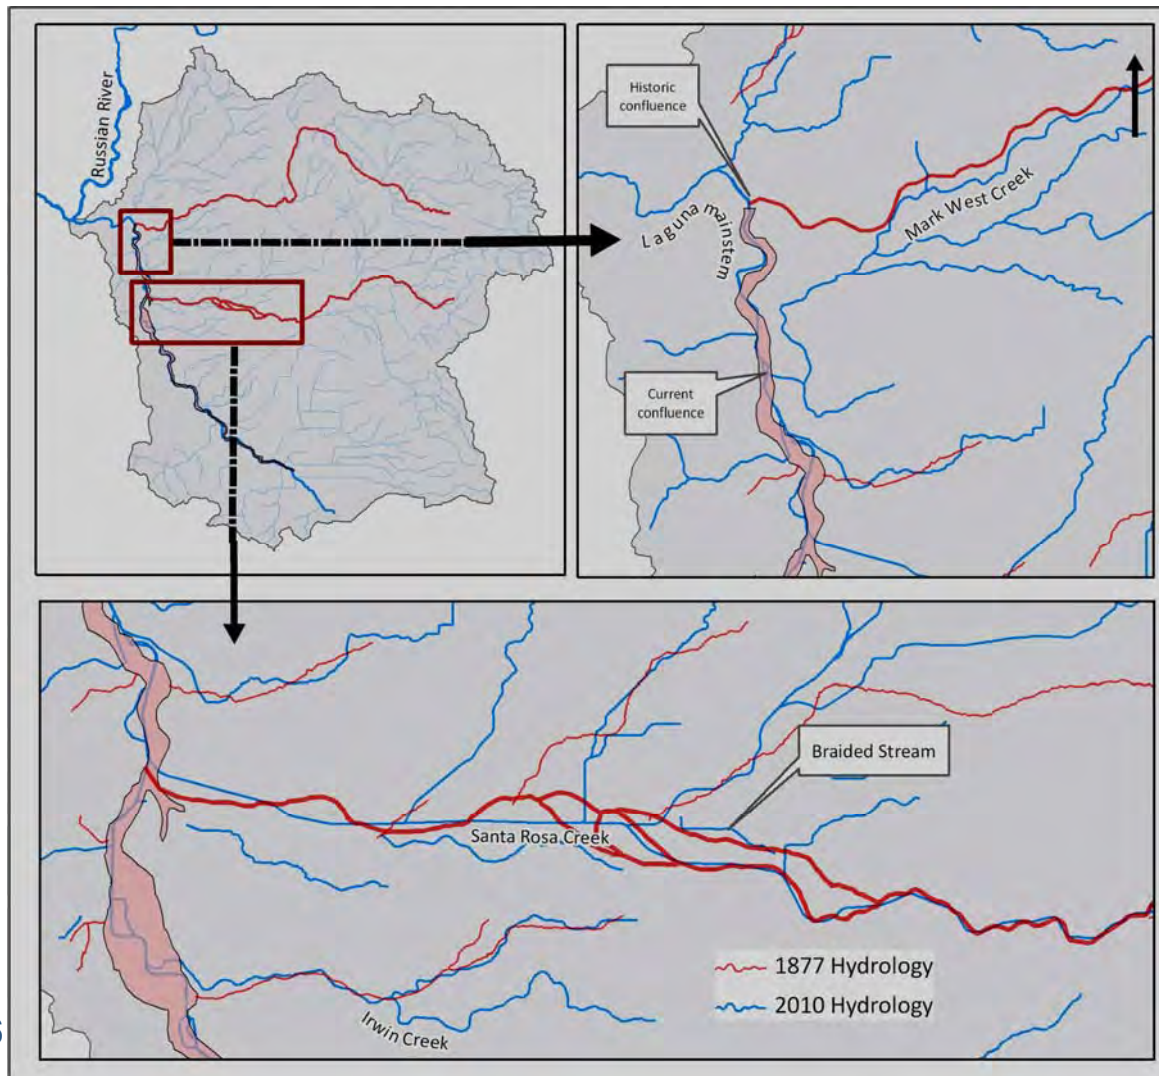 Russian River
Historic
confluence
Mark West Creek
Laguna mainstem
Current
confluence
Braided Stream
Santa Rosa Creek
1877 Hydrology
2010 Hydrology
Irwin Creek